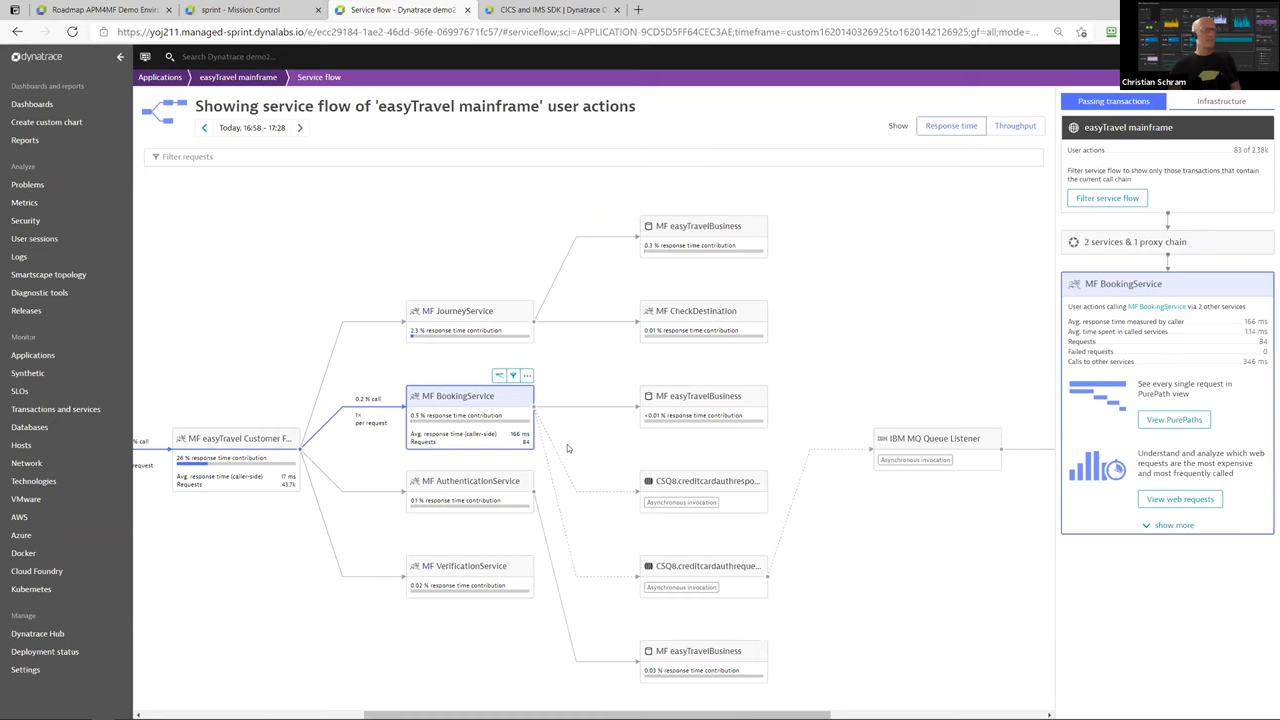 Roadmap APM4MF Demo Enviro
sprint - Mission Control
Service flow - Dynatrace demo2
CICS and IMS SDK | Dynatrace D
Christian Schram
dynatrace
Search Dynatrace demo2...
Applications
easyTravel mainframe
Service flow
Dashboards and reports
Dashboards
Create custom chart
Reports
Analyze
Problems
Metrics
Security
User sessions
Logs
Smartscape topology
Diagnostic tools
Releases
Monitor
Applications
Synthetic
SLOs
Transactions and services
Databases
Hosts
Network
Technologies
VMware
AWS
Azure
Docker
Cloud Foundry
Kubernetes
Manage
Dynatrace Hub
Deployment status
Settings
Showing service flow of 'easyTravel mainframe' user actions
Today, 16:58 - 17:28
Show
Response time
Throughput
Filter requests
% call
request
MF easyTravel Customer F...
26 % response time contribution
Avg. response time (caller-side) 17 ms
Requests 43.7k
0.2 % call
1x
per request
MF JourneyService
2.3 % response time contribution
MF BookingService
0.5 % response time contribution
Avg. response time (caller-side) 166 ms
Requests 84
MF AuthenticationService
0.1 % response time contribution
MF VerificationService
0.02 % response time contribution
MF easyTravelBusiness
0.3 % response time contribution
MF CheckDestination
0.01 % response time contribution
MF easyTravelBusiness
<0.01 % response time contribution
CSQ8.creditcardauthrespo...
Asynchronous invocation
CSQ8.creditcardauthreque...
Asynchronous invocation
MF easyTravelBusiness
0.03 % response time contribution
IBM MQ Queue Listener
Asynchronous invocation
Passing transactions
Infrastructure
easyTravel mainframe
User actions 83 of 2.38k
Filter service flow to show only those transactions that contain
the current call chain
Filter service flow
2 services & 1 proxy chain
MF BookingService
User actions calling MF BookingService via 2 other services
Avg. response time measured by caller 166 ms
Avg. time spent in called services 1.14 ms
Requests 84
Failed requests 0
Calls to other services 346 ms
See every single request in
PurePath view
View PurePaths
Understand and analyze which web
requests are the most expensive
and most frequently called
View web requests
show more